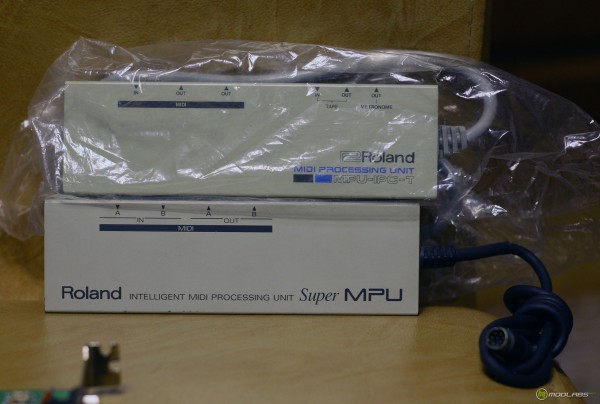 IN OUT OUT IN OUT OUT
MIDI TAPE METRONOME
Roland
MIDI PROCESSING UNIT
MPU-IPC-T
A B A B
IN OUT
MIDI
Roland INTELLIGENT MIDI PROCESSING UNIT Super MPU
MODLABS